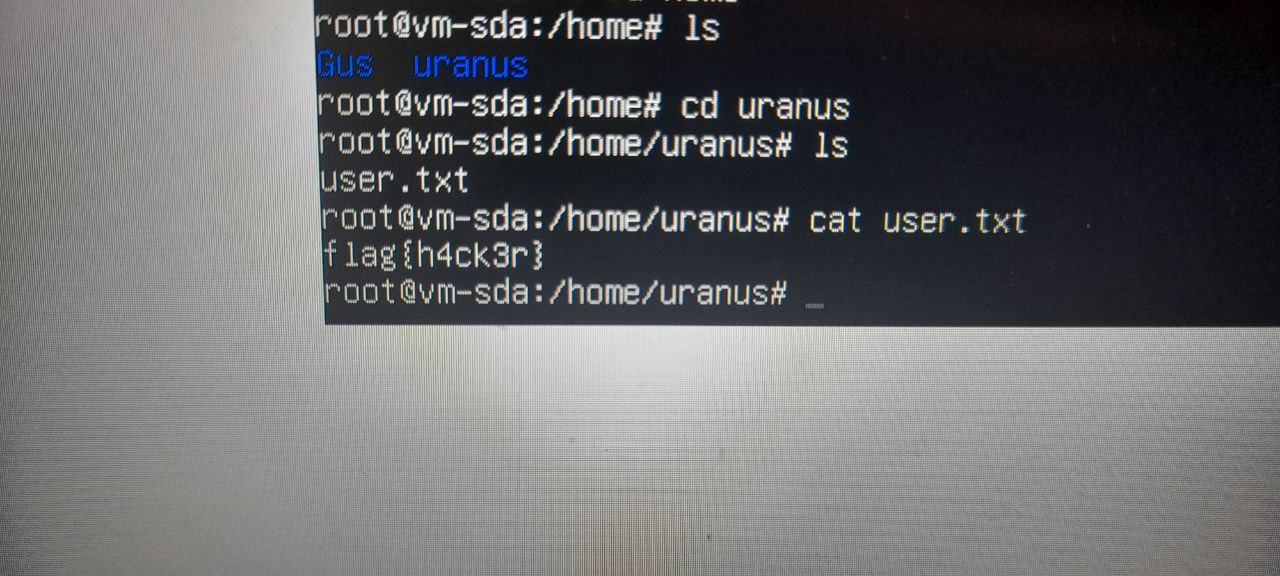 root@vm-sda:/home# ls
Gus uranus
root@vm-sda:/home# cd uranus
root@vm-sda:/home/uranus# ls
user.txt
root@vm-sda:/home/uranus# cat user.txt
flag{h4ck3r}
root@vm-sda:/home/uranus# _